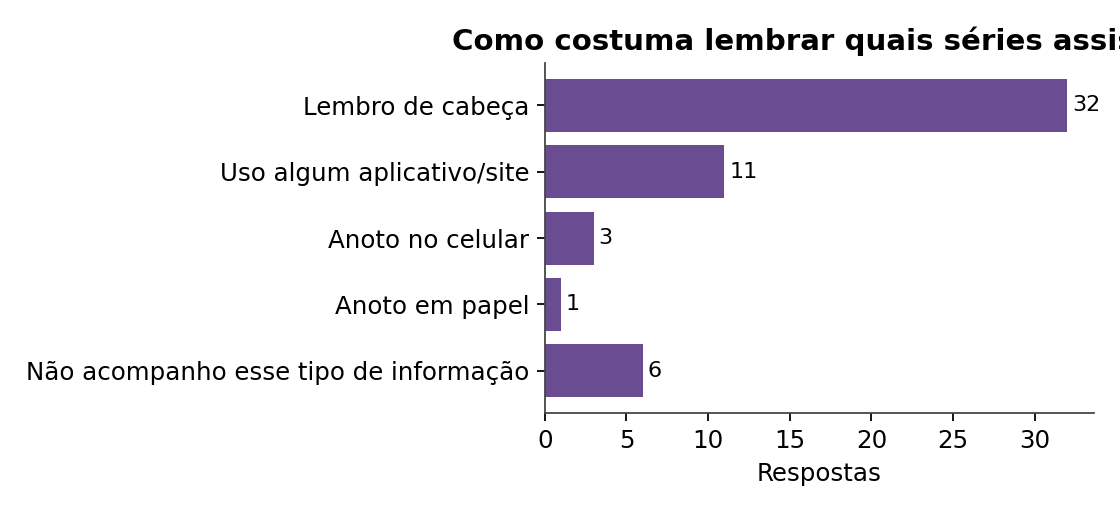 Como costuma lembrar quais séries
Lembro de cabeça 32
Uso algum aplicativo/site 11
Anoto no celular 3
Anoto em papel 1
Não acompanho esse tipo de informação 6
0 5 10 15 20 25 30
Respostas